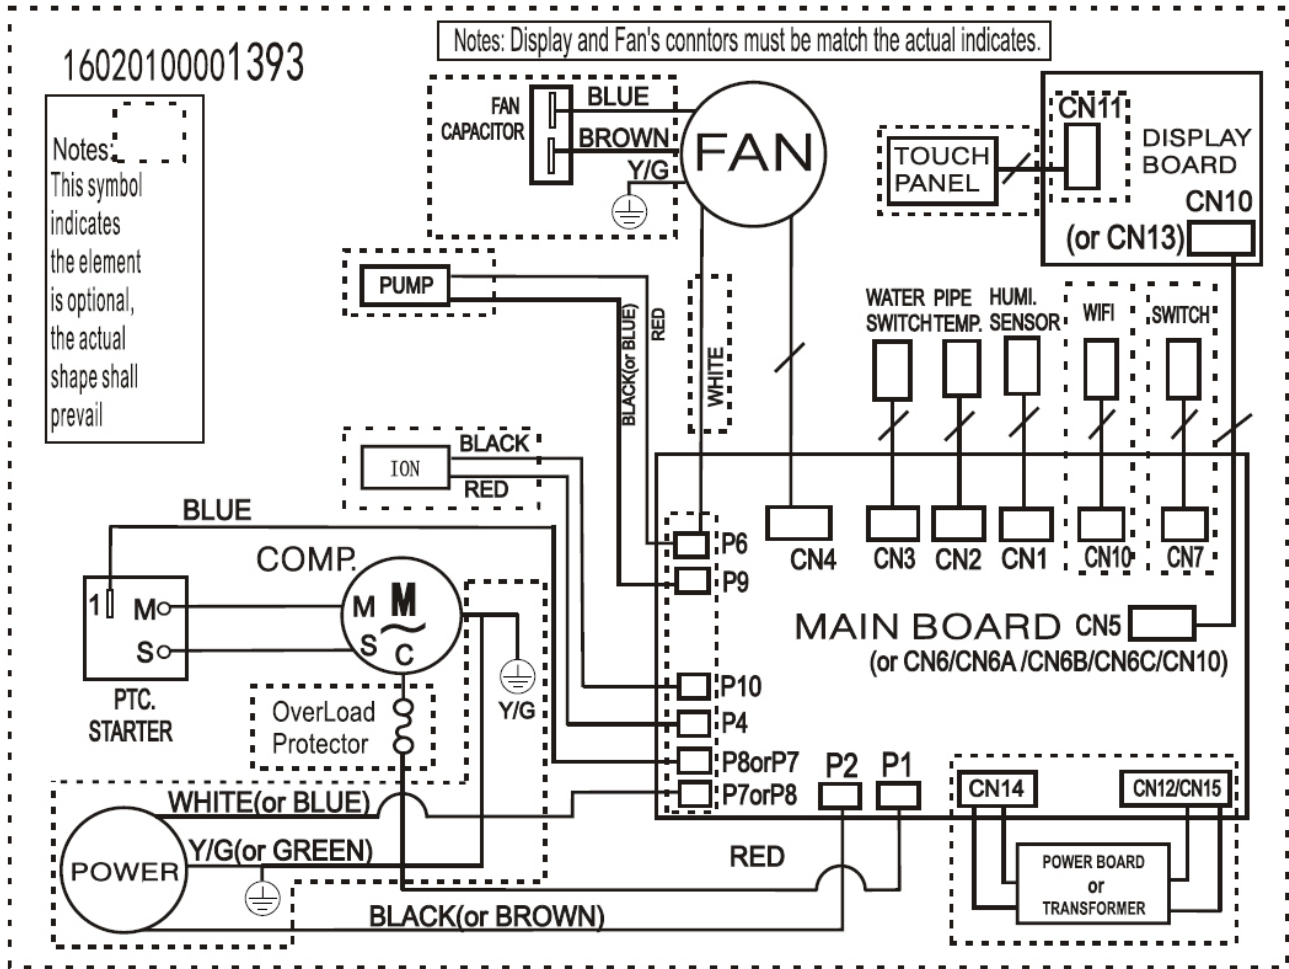 Notes: Display and Fan's conntors must be match the actual indicates.
16020100001393
Notes:
This symbol
indicates
the element
is optional,
the actual
shape shall
prevail
FAN
CAPACITOR
BLUE
BROWN
Y/G
FAN
TOUCH
PANEL
CN11
DISPLAY
BOARD
CN10
(or CN13)
PUMP
BLACK(or BLUE)
RED
WHITE
WATER
SWITCH
PIPE
TEMP.
HUMI.
SENSOR
WIFI
SWITCH
ION
BLACK
RED
BLUE
COMP.
1
M
S
PTC.
STARTER
M
M
S
C
Y/G
OverLoad
Protector
P6
P9
P10
P4
P8orP7
P7orP8
CN4
CN3
CN2
CN1
CN10
CN7
MAIN BOARD
CN5
(or CN6/CN6A /CN6B/CN6C/CN10)
P2
P1
CN14
CN12/CN15
POWER BOARD
or
TRANSFORMER
WHITE(or BLUE)
Y/G(or GREEN)
POWER
BLACK(or BROWN)
RED